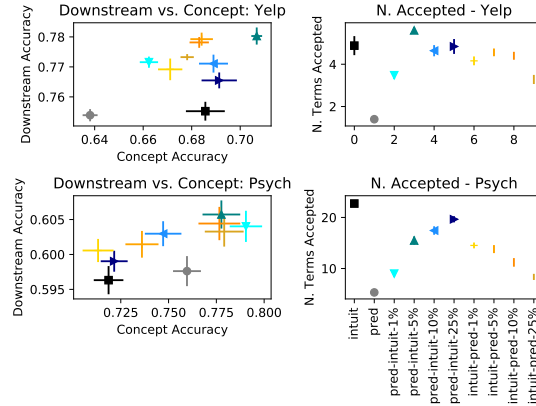 Downstream vs. Concept: Yelp
Downstream Accuracy
0.78
0.77
0.76
0.64 0.66 0.68 0.70
Concept Accuracy
N. Accepted - Yelp
N. Terms Accepted
4
2
0 2 4 6 8
Downstream vs. Concept: Psych
Downstream Accuracy
0.605
0.600
0.595
0.725 0.750 0.775 0.800
Concept Accuracy
N. Accepted - Psych
N. Terms Accepted
20
10
intuit
pred
pred-intuit-1%
pred-intuit-5%
pred-intuit-10%
pred-intuit-25%
intuit-pred-1%
intuit-pred-5%
intuit-pred-10%
intuit-pred-25%